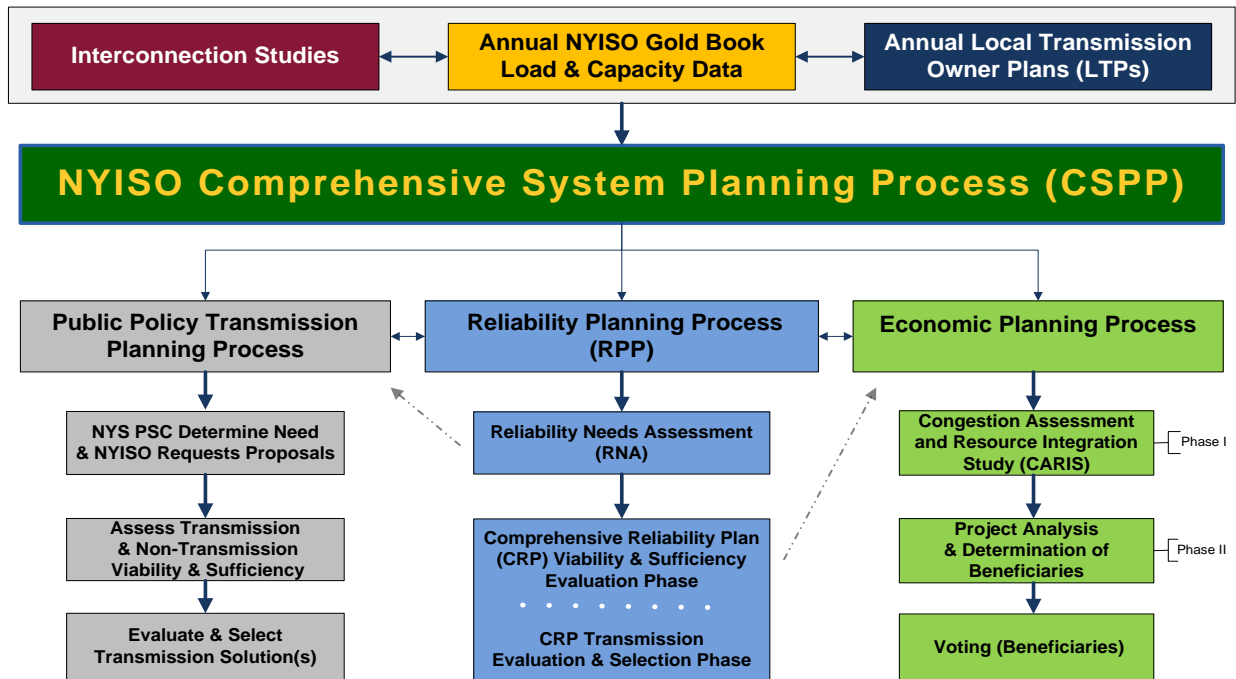 Interconnection Studies
Annual NYISO Gold Book
Load & Capacity Data
Annual Local Transmission
Owner Plans (LTPs)
NYISO Comprehensive System Planning Process (CSPP)
Public Policy Transmission
Planning Process
Reliability Planning Process
(RPP)
Economic Planning Process
NYS PSC Determine Need
& NYISO Requests Proposals
Reliability Needs Assessment
(RNA)
Congestion Assessment
and Resource Integration
Study (CARIS)
Phase I
Assess Transmission
& Non-Transmission
Viability & Sufficiency
Comprehensive Reliability Plan
(CRP) Viability & Sufficiency
Evaluation Phase
Project Analysis
& Determination of
Beneficiaries
Phase II
Evaluate & Select
Transmission Solution(s)
CRP Transmission
Evaluation & Selection Phase
Voting (Beneficiaries)